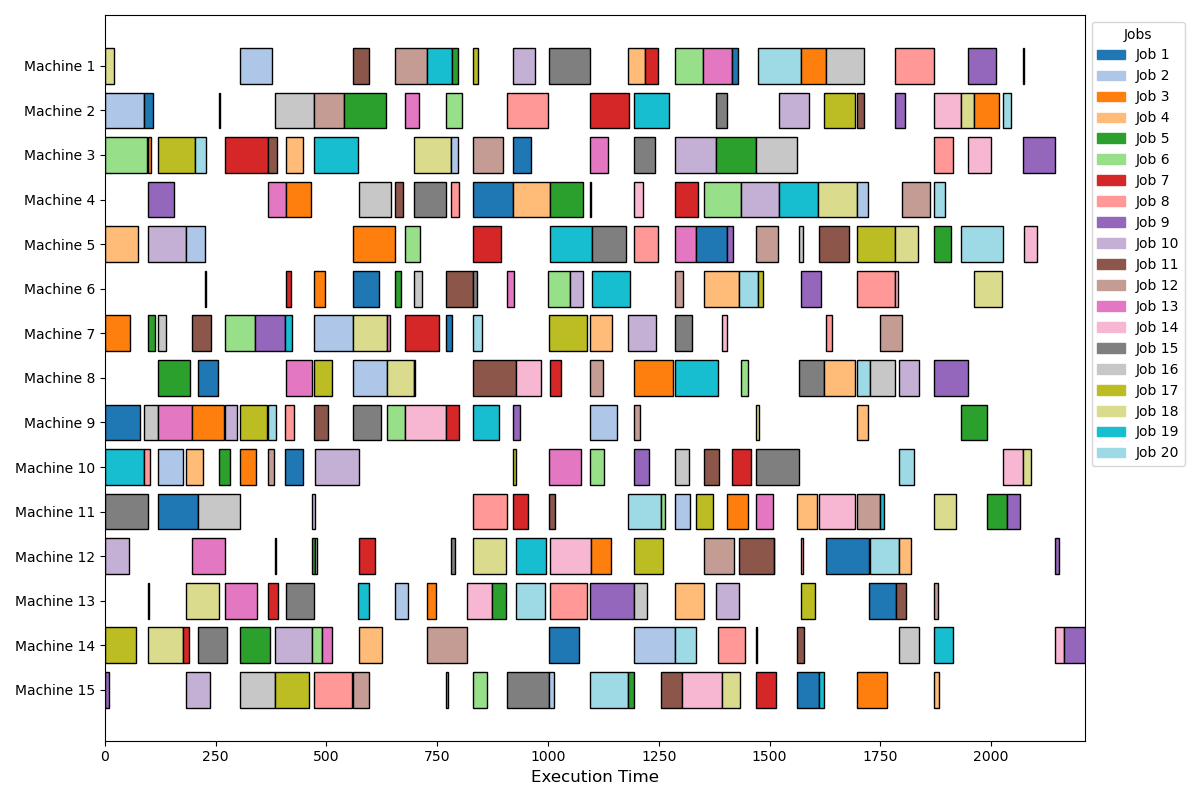 Machine 1
Machine 2
Machine 3
Machine 4
Machine 5
Machine 6
Machine 7
Machine 8
Machine 9
Machine 10
Machine 11
Machine 12
Machine 13
Machine 14
Machine 15
0 250 500 750 1000 1250 1500 1750 2000
Execution Time
Jobs
Job 1
Job 2
Job 3
Job 4
Job 5
Job 6
Job 7
Job 8
Job 9
Job 10
Job 11
Job 12
Job 13
Job 14
Job 15
Job 16
Job 17
Job 18
Job 19
Job 20